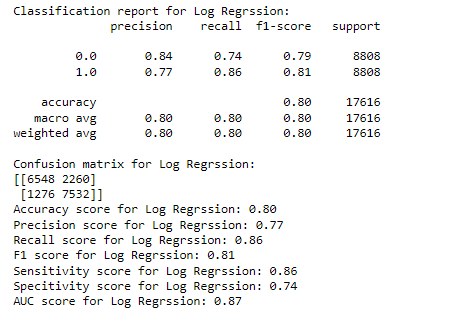 Classification report for Log Regrssion:
precision recall f1-score support
0.0 0.84 0.74 0.79 8808
1.0 0.77 0.86 0.81 8808
accuracy 0.80 17616
macro avg 0.80 0.80 0.80 17616
weighted avg 0.80 0.80 0.80 17616
Confusion matrix for Log Regrssion:
[[6548 2260]
[1276 7532]]
Accuracy score for Log Regrssion: 0.80
Precision score for Log Regrssion: 0.77
Recall score for Log Regrssion: 0.86
F1 score for Log Regrssion: 0.81
Sensitivity score for Log Regrssion: 0.86
Specitivity score for Log Regrssion: 0.74
AUC score for Log Regrssion: 0.87